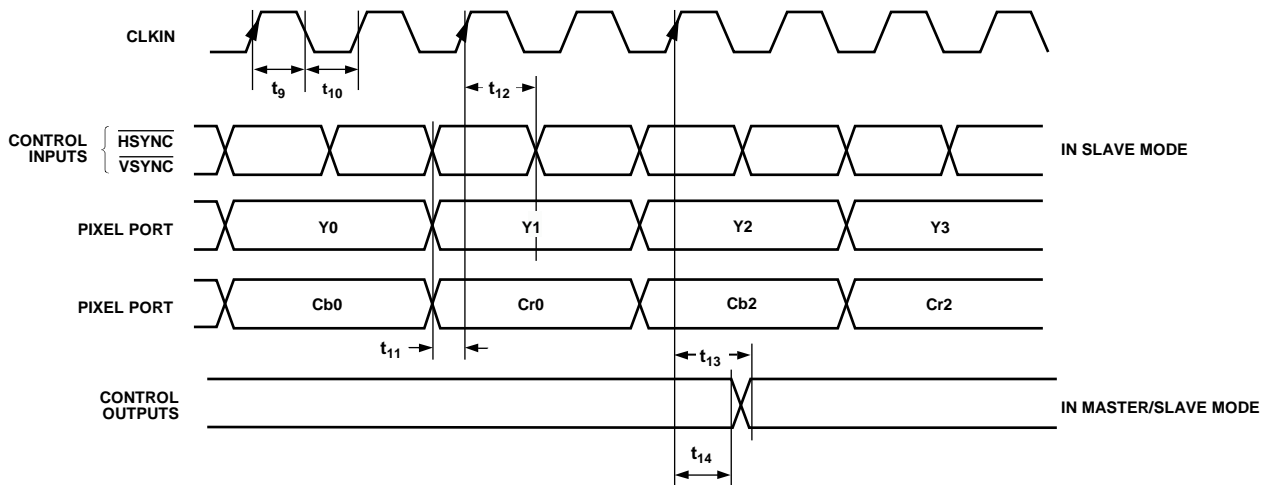 CLKIN
t9 t10 t12
CONTROL INPUTS HSYNC VSYNC IN SLAVE MODE
PIXEL PORT Y0 Y1 Y2 Y3
PIXEL PORT Cb0 Cr0 Cb2 Cr2
t11 t13
CONTROL OUTPUTS IN MASTER/SLAVE MODE
t14